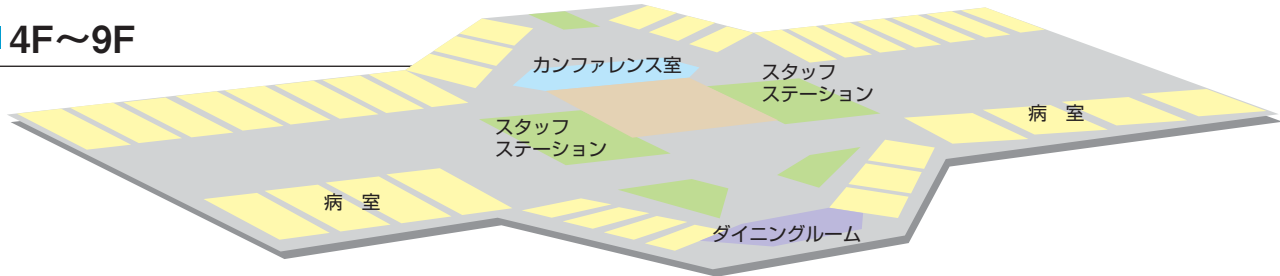 4F〜9F
カンファレンス室
スタッフ
ステーション
スタッフ
ステーション
病 室
病 室
ダイニングルーム